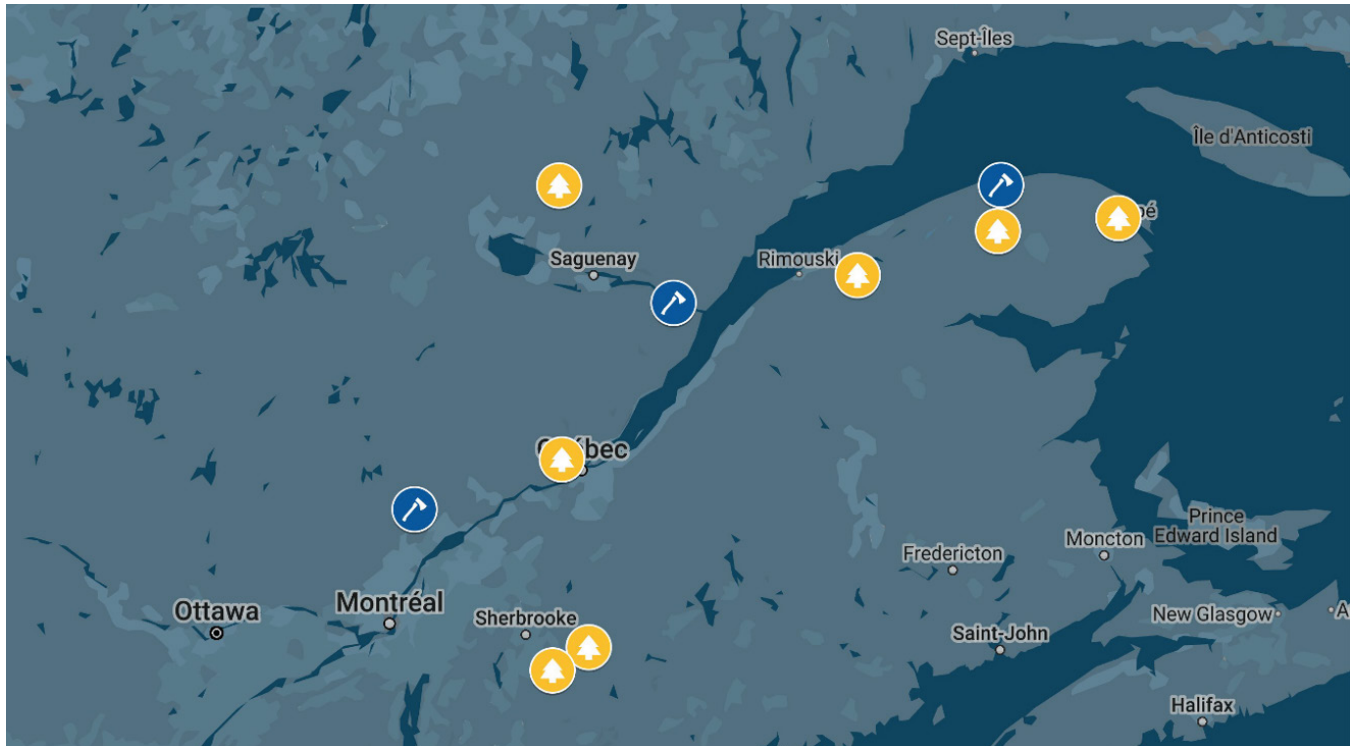 Sept-Îles
Île d'Anticosti
Saguenay
Rimouski
Prince
Edward Island
Moncton
Fredericton
Ottawa
Montréal
Sherbrooke
New Glasgow
Saint-John
Halifax